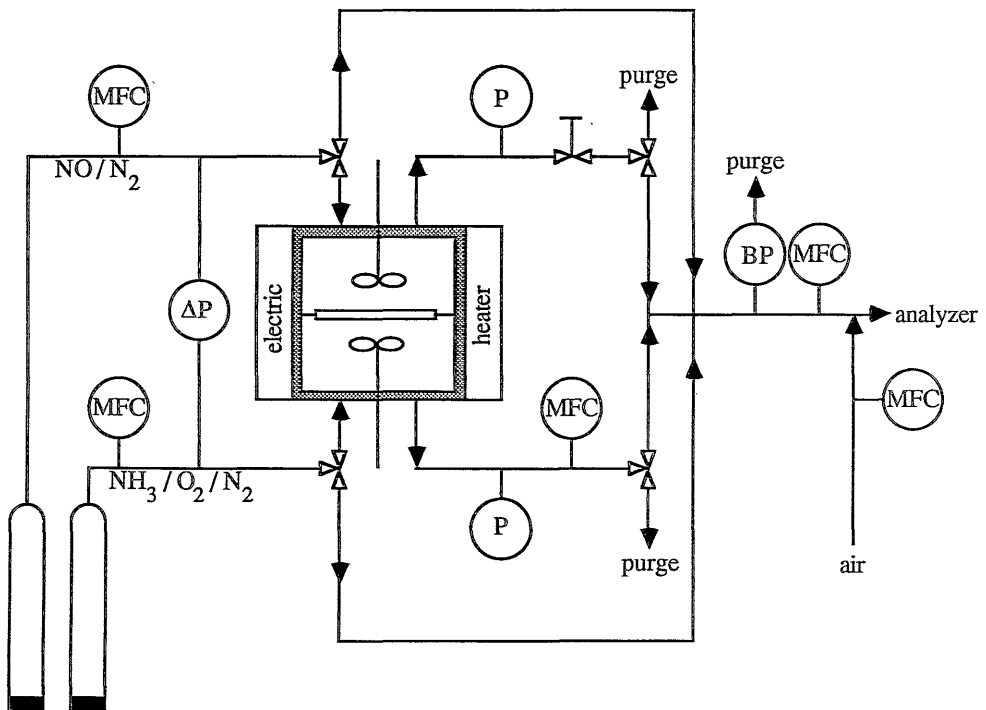 purge
MFC
P
NO/N2
purge
BP
MFC
ΔP
electric
heater
analyzer
MFC
MFC
MFC
NH3/O2/N2
P
purge
air